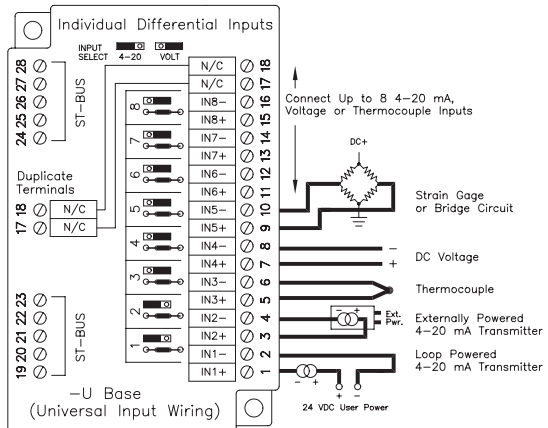 Individual Differential Inputs
INPUT SELECT 4-20 VOLT
28 27 26 25 24 ST-BUS
N/C 18
N/C 17
8 IN8- 16
IN8+ 15
7 IN7- 14
IN7+ 13
6 IN6- 12
IN6+ 11
5 IN5- 10
IN5+ 9
4 IN4- 8
IN4+ 7
3 IN3- 6
IN3+ 5
2 IN2- 4
IN2+ 3
1 IN1- 2
IN1+ 1
Duplicate
Terminals
18 N/C
17 N/C
23 22 21 20 19 ST-BUS
-U Base
(Universal Input Wiring)
Connect Up to 8 4-20 mA,
Voltage or Thermocouple Inputs
DC+
Strain Gage
or Bridge Circuit
-
+
DC Voltage
Thermocouple
- +
Ext.
Pwr.
Externally Powered
4-20 mA Transmitter
Loop Powered
4-20 mA Transmitter
- +
+ -
24 VDC User Power